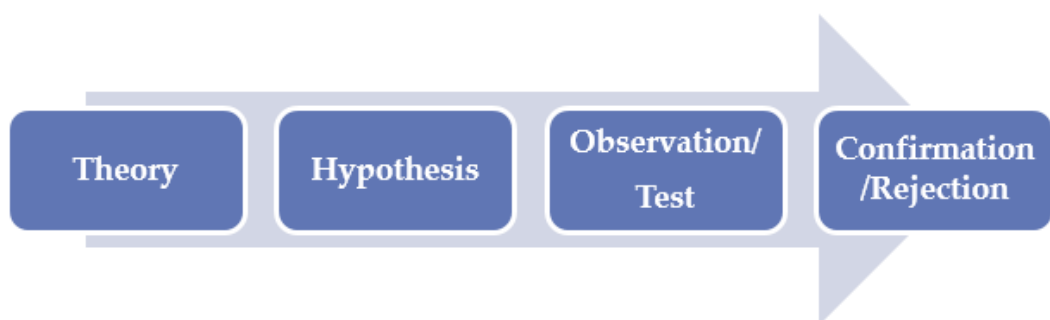 Theory
Hypothesis
Observation/
Test
Confirmation
/Rejection